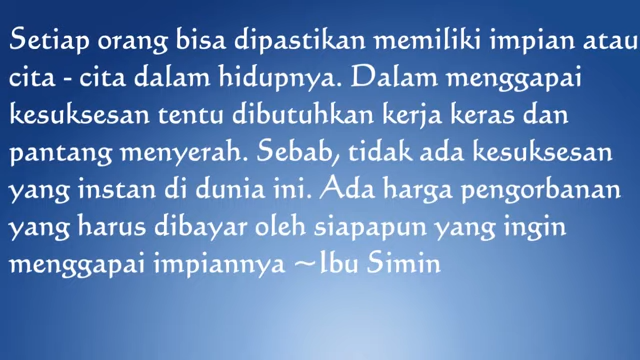 Setiap orang bisa dipastikan memiliki impian atau
cita - cita dalam hidupnya. Dalam menggapai
kesuksesan tentu dibutuhkan kerja keras dan
pantang menyerah. Sebab, tidak ada kesuksesan
yang instan di dunia ini. Ada harga pengorbanan
yang harus dibayar oleh siapapun yang ingin
menggapai impiannya ~Ibu Simin